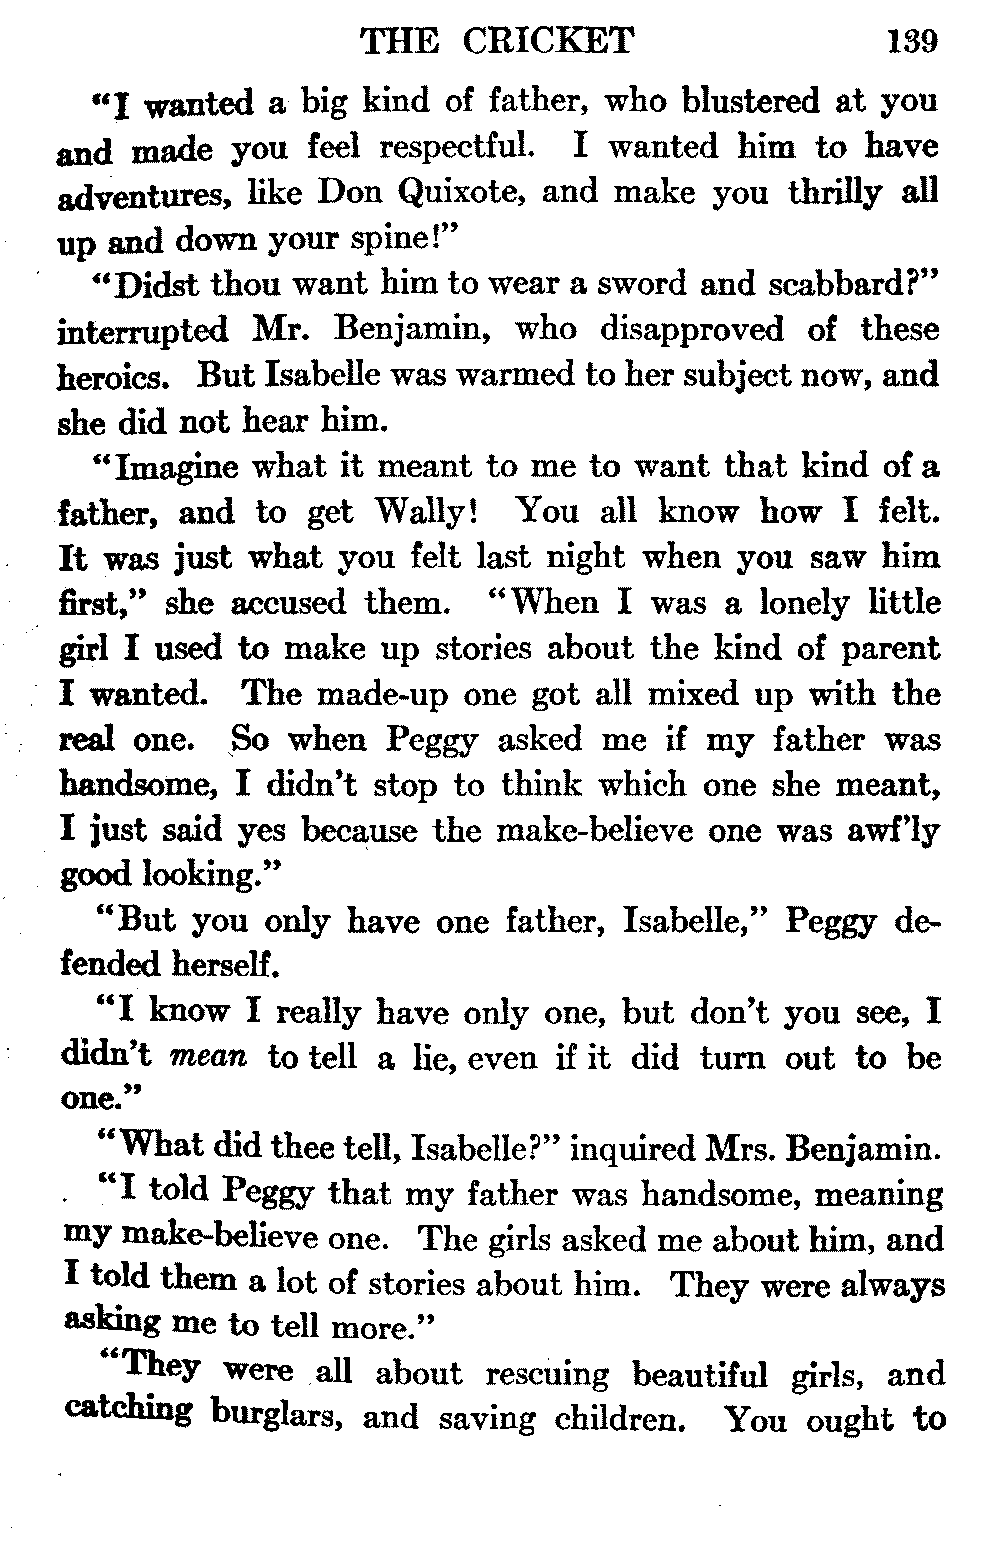 THE CRICKET 139
“I wanted a big kind of father, who blustered at you
and made you feel respectful. I wanted him to have
adventures, like Don Quixote, and make you thrilly all
up and down your spine!”
“Didst thou want him to wear a sword and scabbard?”
interrupted Mr. Benjamin, who disapproved of these
heroics. But Isabelle was warmed to her subject now, and
she did not hear him.
“Imagine what it meant to me to want that kind of a
father, and to get Wally! You all know how I felt.
It was just what you felt last night when you saw him
first,” she accused them. “When I was a lonely little
girl I used to make up stories about the kind of parent
I wanted. The made-up one got all mixed up with the
real one. So when Peggy asked me if my father was
handsome, I didn’t stop to think which one she meant,
I just said yes because the make-believe one was awf’ly
good looking.”
“But you only have one father, Isabelle,” Peggy de-
fended herself.
“I know I really have only one, but don’t you see, I
didn’t mean to tell a lie, even if it did turn out to be
one.”
“What did thee tell, Isabelle?” inquired Mrs. Benjamin.
“I told Peggy that my father was handsome, meaning
my make-believe one. The girls asked me about him, and
I told them a lot of stories about him. They were always
asking me to tell more.”
“They were all about rescuing beautiful girls, and
catching burglars, and saving children. You ought to